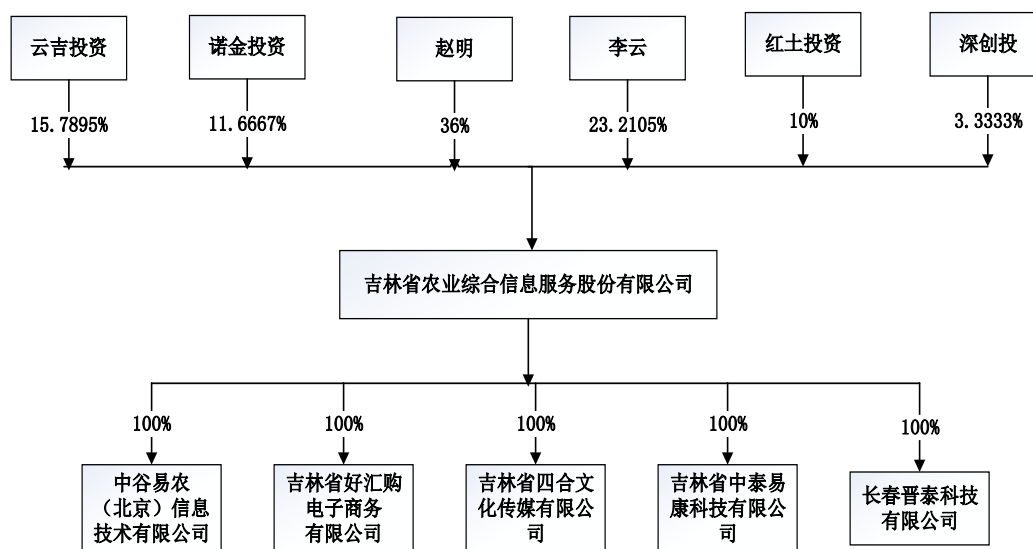 云吉投资
诺金投资
赵明
李云
红土投资
深创投
15.7895%
11.6667%
36%
23.2105%
10%
3.3333%
吉林省农业综合信息服务股份有限公司
100%
100%
100%
100%
100%
中谷易农
（北京）信息
技术有限公司
吉林省好汇购
电子商务
有限公司
吉林省四合文
化传媒有限公
司
吉林省中泰易
康科技有限公
司
长春晋泰科技
有限公司